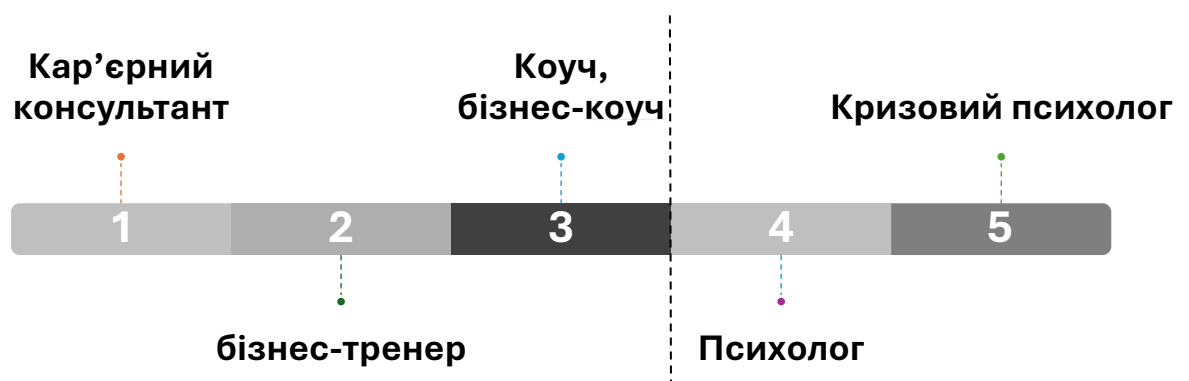 Кар’єрний
консультант
Коуч,
бізнес-коуч
Кризовий психолог
1 2 3 4 5
бізнес-тренер
Психолог